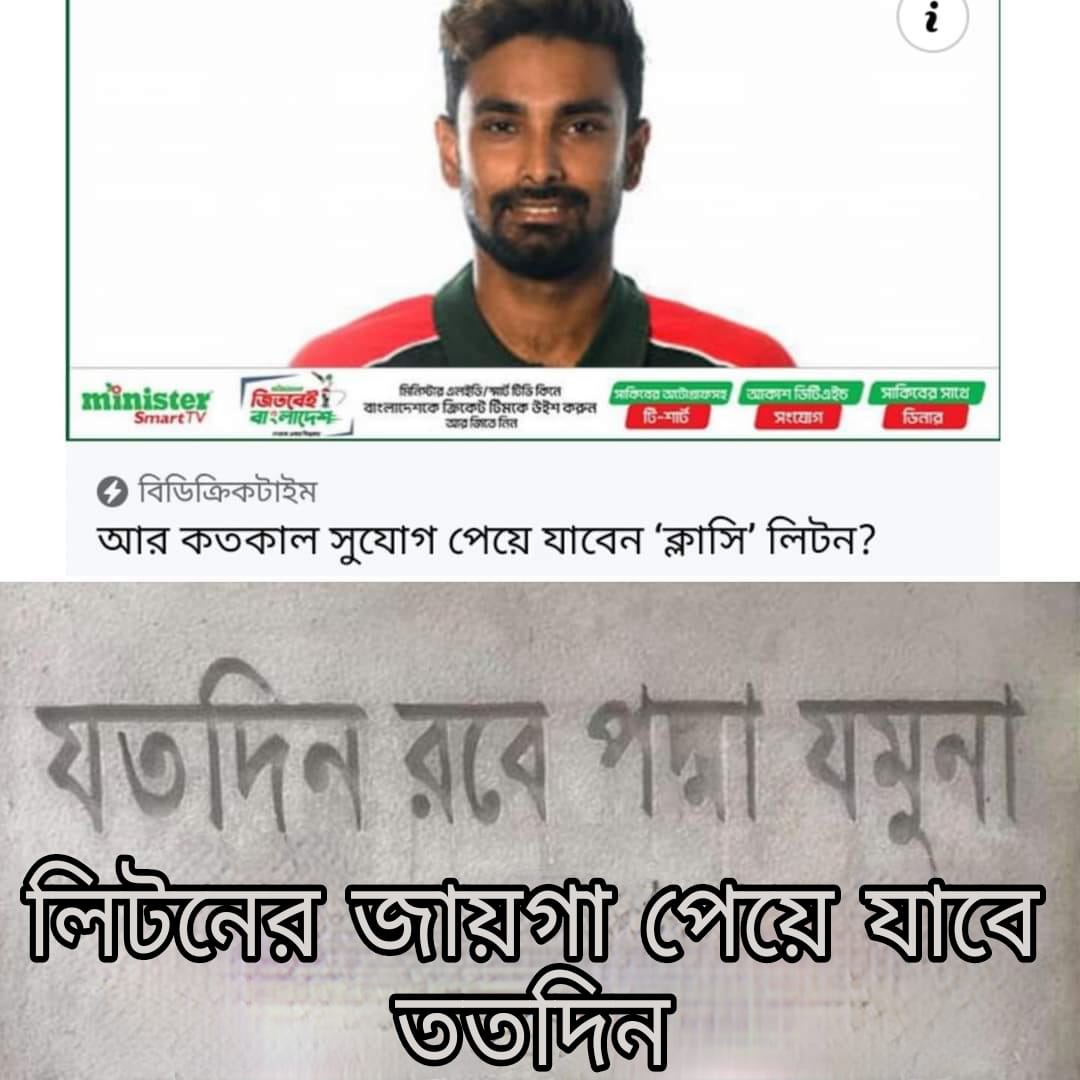 i
minister
SmartTV
জিতবেই
বাংলাদেশ
মিনিস্টার এলইডি/স্মার্ট টিভি কিনে
বাংলাদেশকে ক্রিকেট টিমকে উইশ করুন
আর জিতে নিন
সাকিবের অটোগ্রাফসহ
টি-শার্ট
আকাশ ডিটিএইচ
সংযোগ
সাকিবের সাথে
ডিনার
বিডিক্রিকটাইম
আর কতকাল সুযোগ পেয়ে যাবেন ‘ক্লাসি’ লিটন?
যতদিন রবে পদ্মা যমুনা
লিটনের জায়গা পেয়ে যাবে
ততদিন